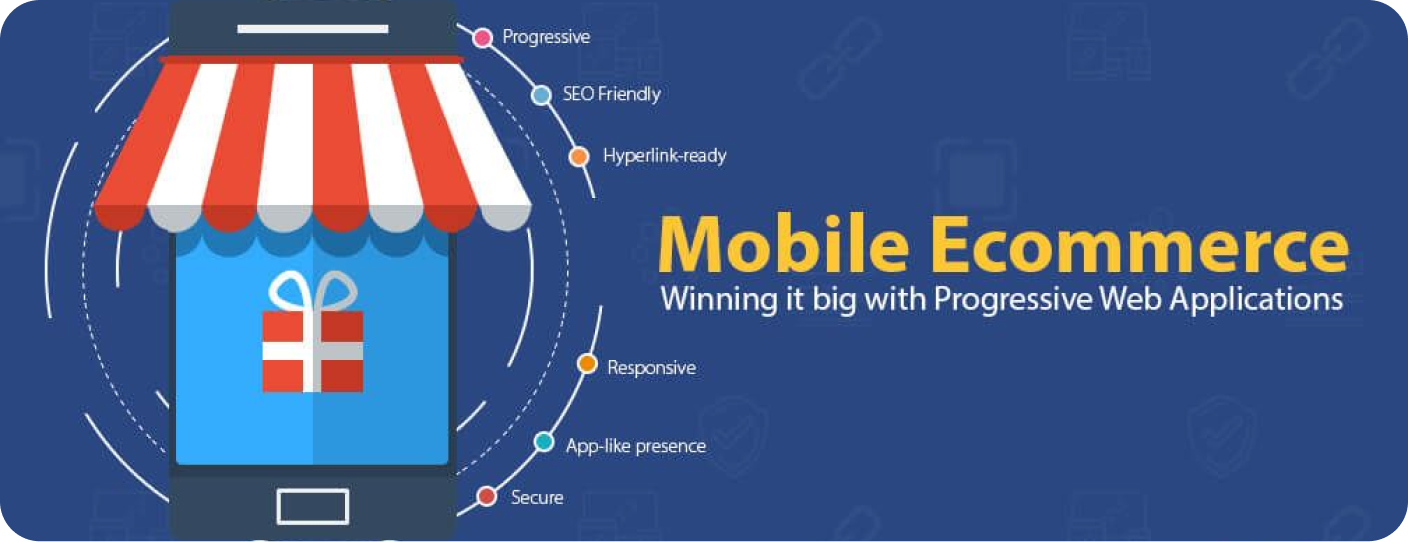 Progressive
SEO Friendly
Hyperlink-ready
Mobile Ecommerce
Winning it big with Progressive Web Applications
Responsive
App-like presence
Secure